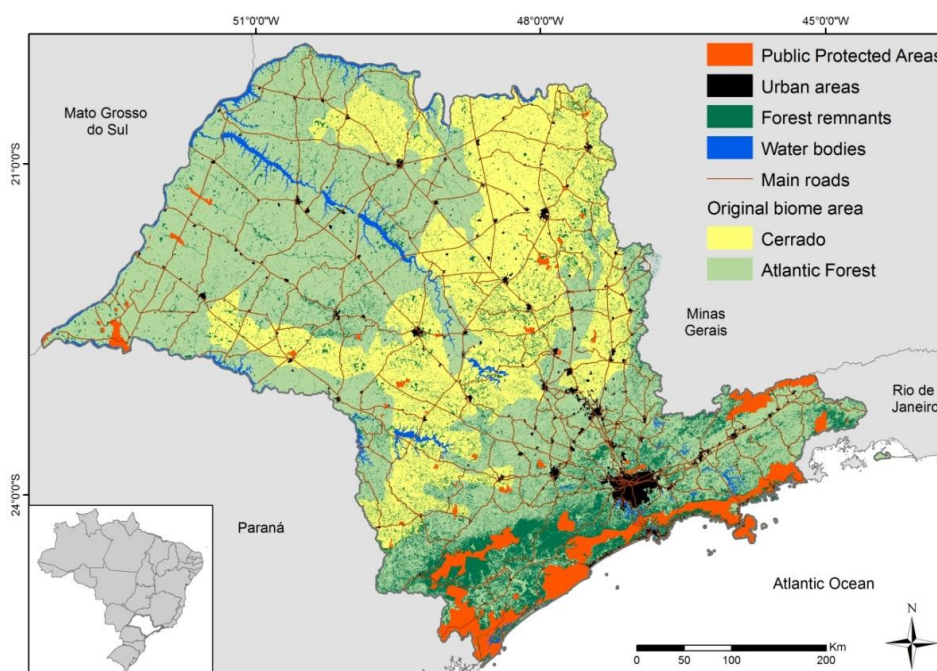 51°0'0"W
48°0'0"W
45°0'0"W
Public Protected Areas
Urban areas
Forest remnants
Water bodies
Main roads
Original biome area
Cerrado
Atlantic Forest
Mato Grosso
do Sul
21°0'0"S
Minas
Gerais
Rio de
Janeiro
24°0'0"S
Paraná
Atlantic Ocean
N
Km
0 50 100 200